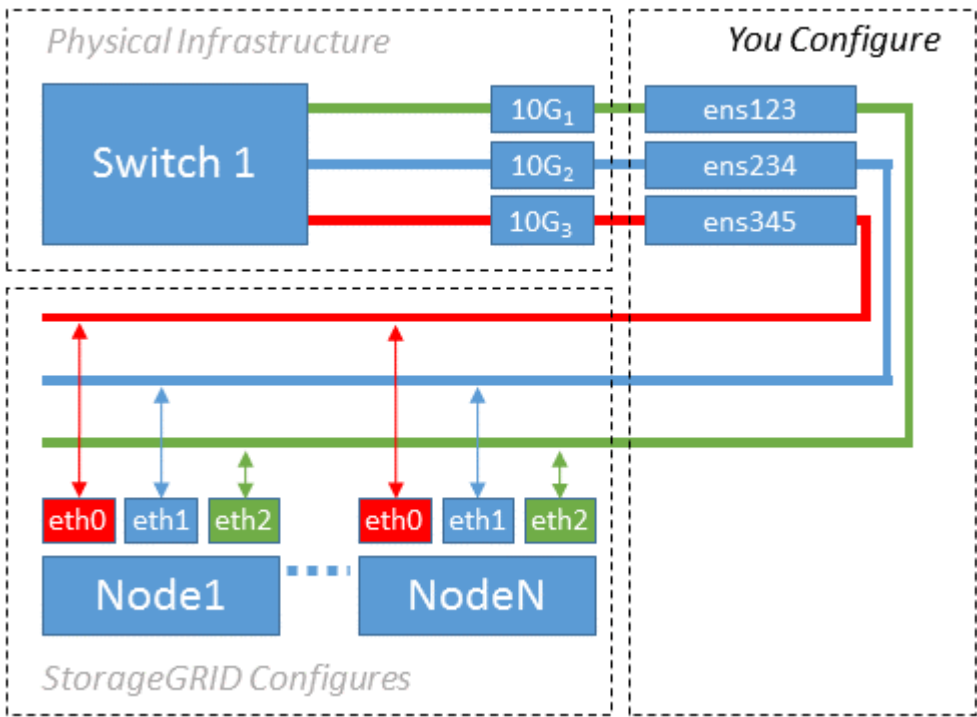 Physical Infrastructure
You Configure
Switch 1
10G₁
ens123
10G₂
ens234
10G₃
ens345
eth0 eth1 eth2 eth0 eth1 eth2
Node1 NodeN
StorageGRID Configures